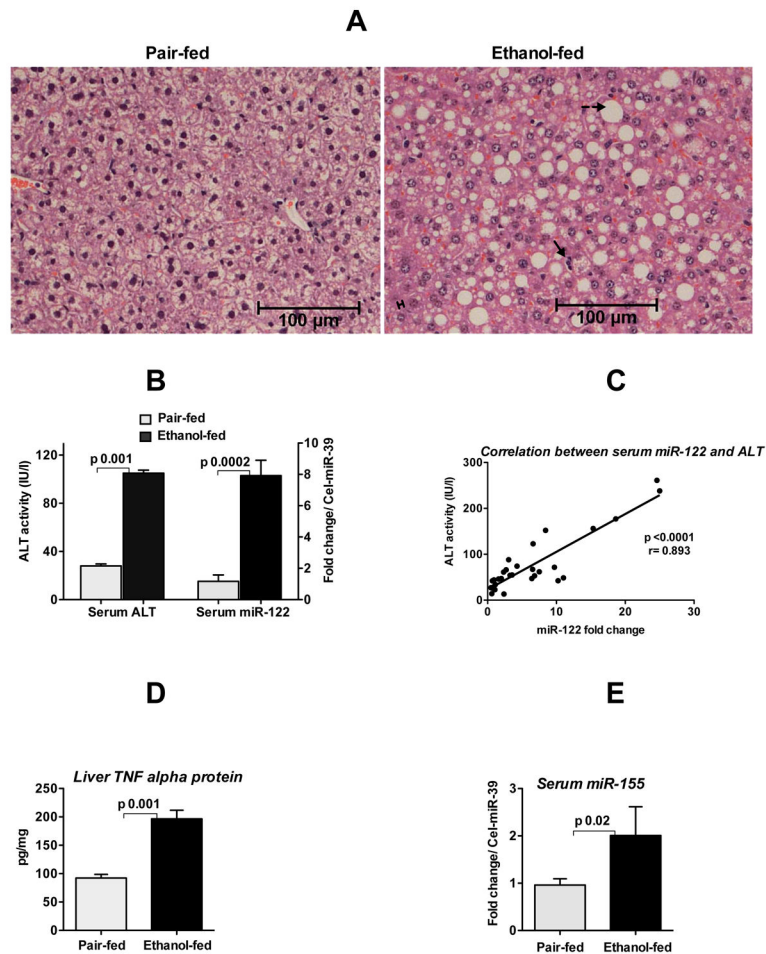 A
Pair-fed
Ethanol-fed
100 µm
H
100 µm
B
Pair-fed
Ethanol-fed
ALT activity (IU/l)
120
80
40
0
p 0.001
p 0.0002
10
8
6
4
2
0
Fold change/ Cel-miR-39
Serum ALT
Serum miR-122
C
Correlation between serum miR-122 and ALT
ALT activity (IU/l)
300
200
100
0
p <0.0001
r= 0.893
0
10
20
30
miR-122 fold change
D
Liver TNF alpha protein
pg/mg
250
200
150
100
50
0
p 0.001
Pair-fed
Ethanol-fed
E
Serum miR-155
Fold change/ Cel-miR-39
3
2
1
0
p 0.02
Pair-fed
Ethanol-fed